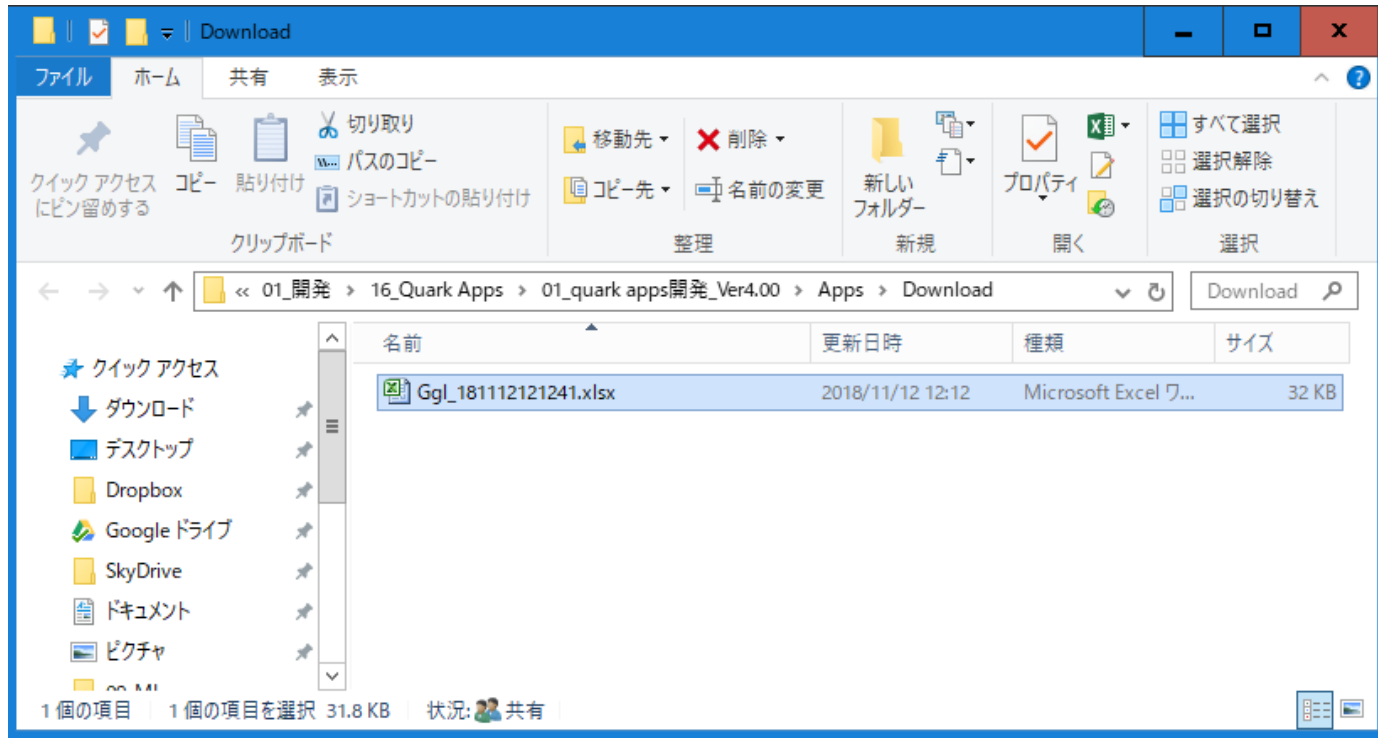 Download
ファイル ホーム 共有 表示
クイック アクセスにピン留めする
コピー
貼り付け
切り取り
パスのコピー
ショートカットの貼り付け
クリップボード
移動先
コピー先
削除
名前の変更
整理
新しいフォルダー
新規
プロパティ
開く
すべて選択
選択解除
選択の切り替え
選択
« 01_開発 › 16_Quark Apps › 01_quark apps開発_Ver4.00 › Apps › Download
Download
名前 更新日時 種類 サイズ
Ggl_181112121241.xlsx 2018/11/12 12:12 Microsoft Excel ワ... 32 KB
クイック アクセス
ダウンロード
デスクトップ
Dropbox
Google ドライブ
SkyDrive
ドキュメント
ピクチャ
1 個の項目 1 個の項目を選択 31.8 KB 状況: 共有